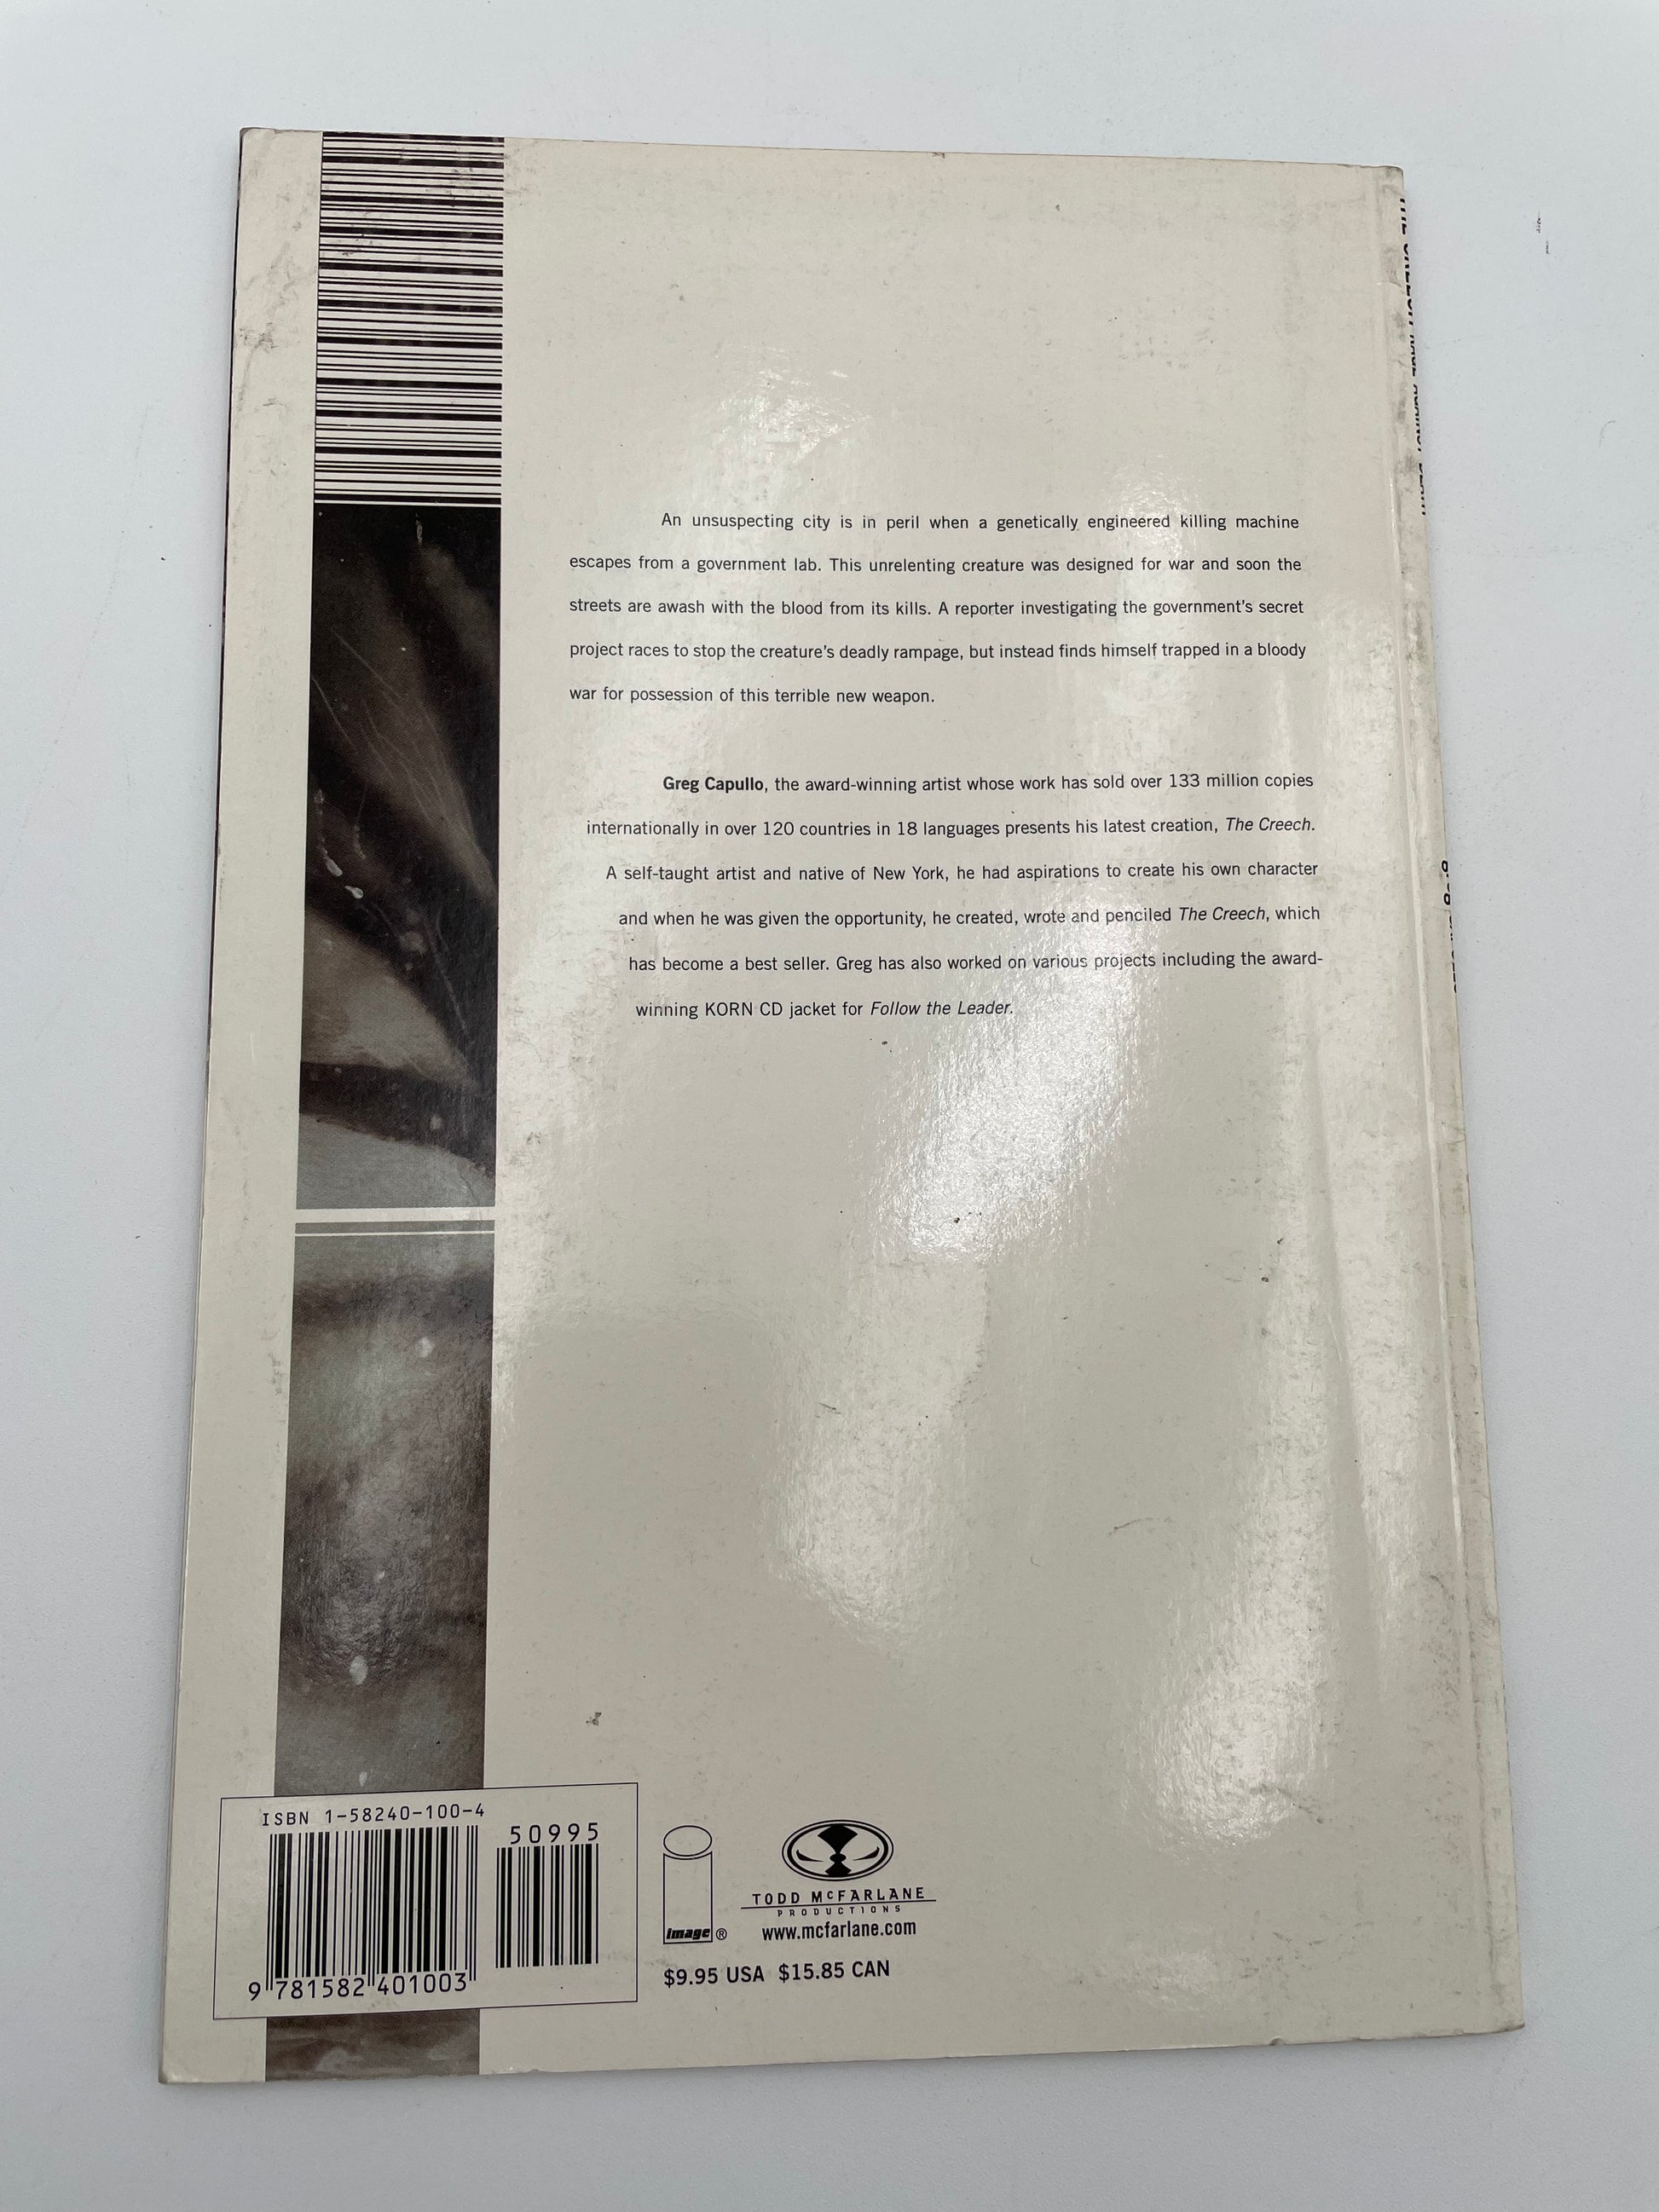 An unsuspecting city is in peril when a genetically engineered killing machine
escapes from a government lab. This unrelenting creature was designed for war and soon the
streets are awash with the blood from its kills. A reporter investigating the government's secret
project races to stop the creature's deadly rampage, but instead finds himself trapped in a bloody
war for possession of this terrible new weapon.
Greg Capullo, the award-winning artist whose work has sold over 133 million copies
internationally in over 120 countries in 18 languages presents his latest creation, The Creech.
A self-taught artist and native of New York, he had aspirations to create his own character
and when he was given the opportunity, he created, wrote and penciled The Creech, which
has become a best seller. Greg has also worked on various projects including the award-
winning KORN CD jacket for Follow the Leader.
ISBN 1-58240-100-4
50995
9 781582 401003
image ®
TODD McFARLANE
PRODUCTIONS
www.mcfarlane.com
$9.95 USA $15.85 CAN